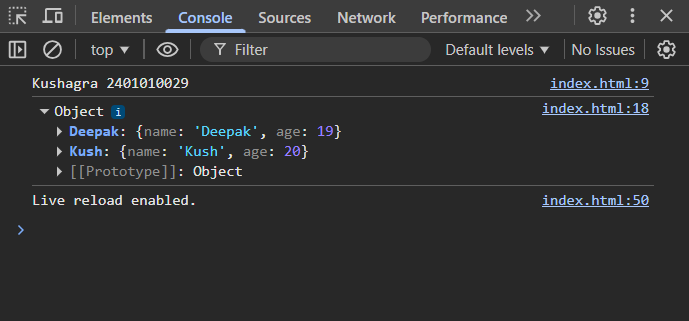 Elements Console Sources Network Performance
top Filter Default levels No Issues
Kushagra 2401010029 index.html:9
Object i index.html:18
Deepak: {name: 'Deepak', age: 19}
Kush: {name: 'Kush', age: 20}
[[Prototype]]: Object
Live reload enabled. index.html:50